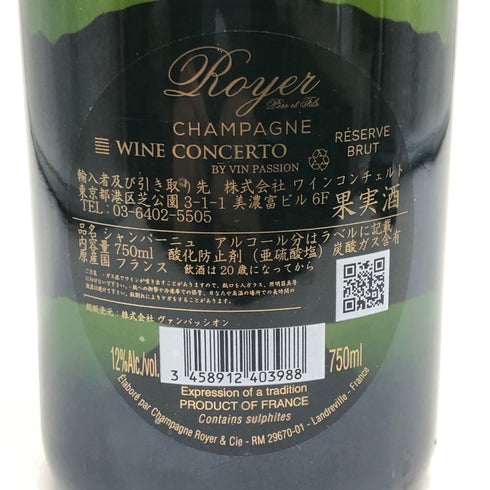 Royer
Père et Fils
CHAMPAGNE
RÉSERVE
BRUT
WINE CONCERTO
BY VIN PASSION
輸入者及び引き取り先 株式会社 ワインコンチェルト
東京都港区芝公園 3-1-1 美濃富ビル 6F
TEL: 03-6402-5505
果実酒
品名 シャンパーニュ アルコール分はラベルに記載
内容量 750ml 酸化防止剤（亜硫酸塩）炭酸ガス含有
原産国 フランス 飲酒は20歳になってから
販売元：株式会社 ヴァンパッシオン
12%Alc./vol.
3 458912 403988
750ml
Expression of a tradition
PRODUCT OF FRANCE
Contains sulphites
Élaboré par Champagne Royer & Cie - RM 29670-01 - Landreville - France